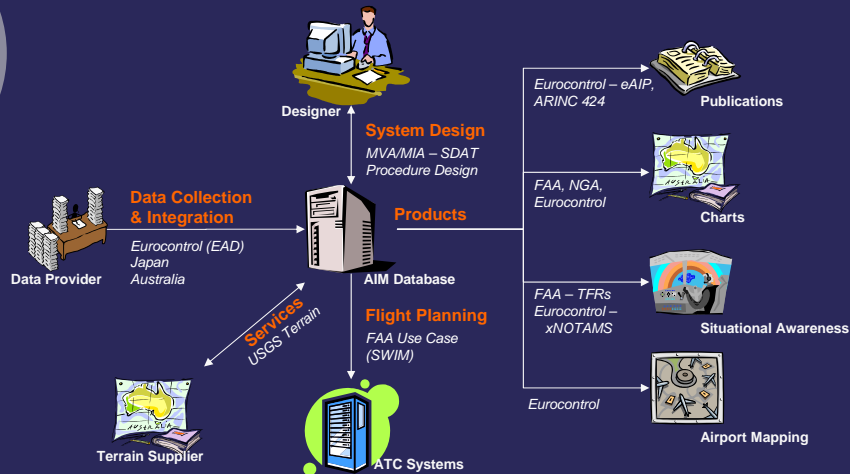 Designer
System Design
MVA/MIA – SDAT
Procedure Design
Data Collection
& Integration
Eurocontrol (EAD)
Japan
Australia
Data Provider
AIM Database
Products
Services
USGS Terrain
Flight Planning
FAA Use Case
(SWIM)
Terrain Supplier
ATC Systems
Eurocontrol – eAIP,
ARINC 424
Publications
FAA, NGA,
Eurocontrol
AUSTRALIA
Charts
FAA – TFRs
Eurocontrol –
xNOTAMS
Situational Awareness
Eurocontrol
Airport Mapping
AUSTRALIA